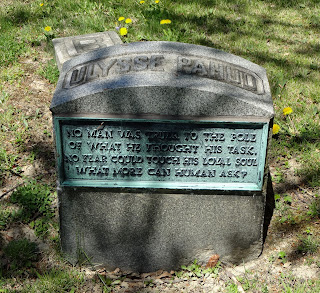 ULYSSE PAHUD
NO MAN WAS TRUER TO THE ROLE
OF WHAT HE THOUGHT HIS TASK.
NO FEAR COULD TOUCH HIS LOYAL SOUL
WHAT MORE CAN HUMAN ASK?